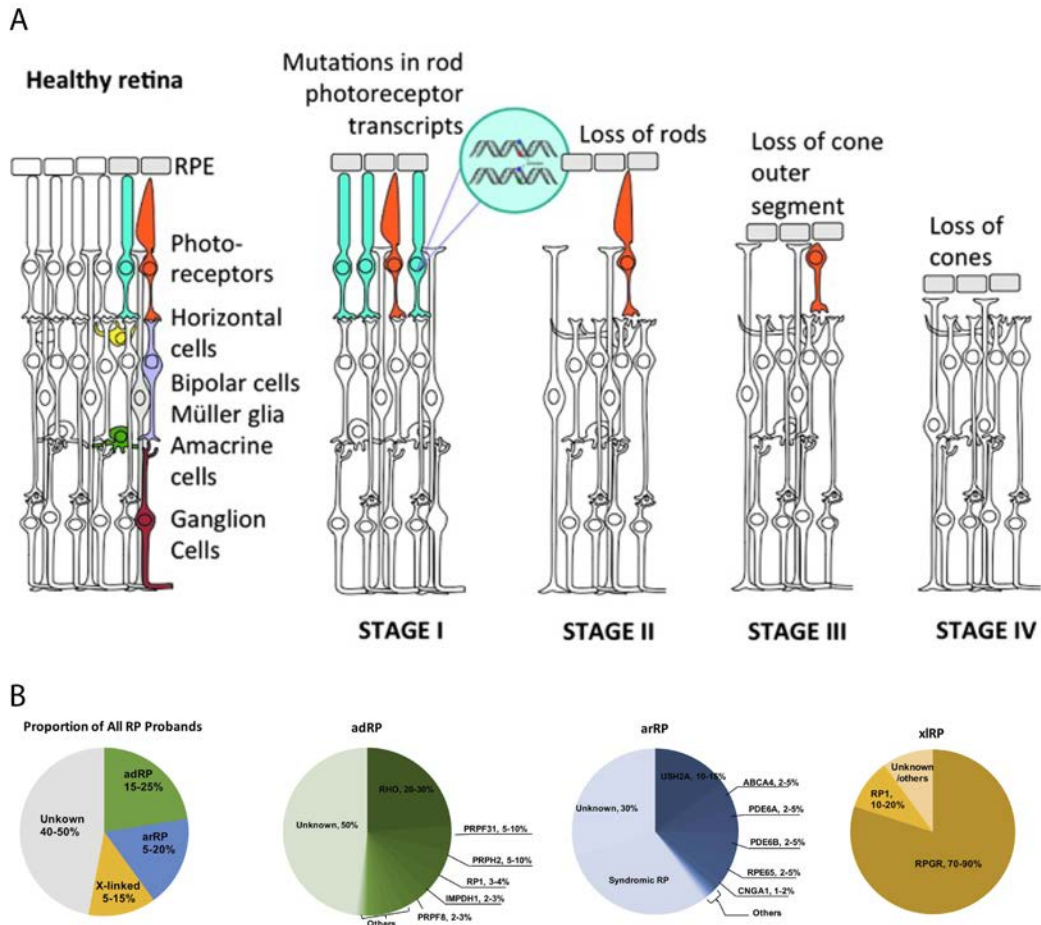 A
Healthy retina
RPE
Photo-
receptors
Horizontal
cells
Bipolar cells
Müller glia
Amacrine
cells
Ganglion
Cells
Mutations in rod
photoreceptor
transcripts
STAGE I
Loss of rods
STAGE II
Loss of cone
outer
segment
STAGE III
Loss of
cones
STAGE IV
B
Proportion of All RP Probands
adRP
15-25%
arRP
5-20%
X-linked
5-15%
Unkown
40-50%
adRP
RHO, 20-30%
PRPF31, 5-10%
PRPH2, 5-10%
RP1, 3-4%
IMPDH1, 2-3%
PRPF8, 2-3%
Others
Unknown, 50%
arRP
USH2A, 10-15%
ABCA4, 2-5%
PDE6A, 2-5%
PDE6B, 2-5%
RPE65, 2-5%
CNGA1, 1-2%
Others
Syndromic RP
Unknown, 30%
xlRP
Unknown
/others
RP1,
10-20%
RPGR, 70-90%